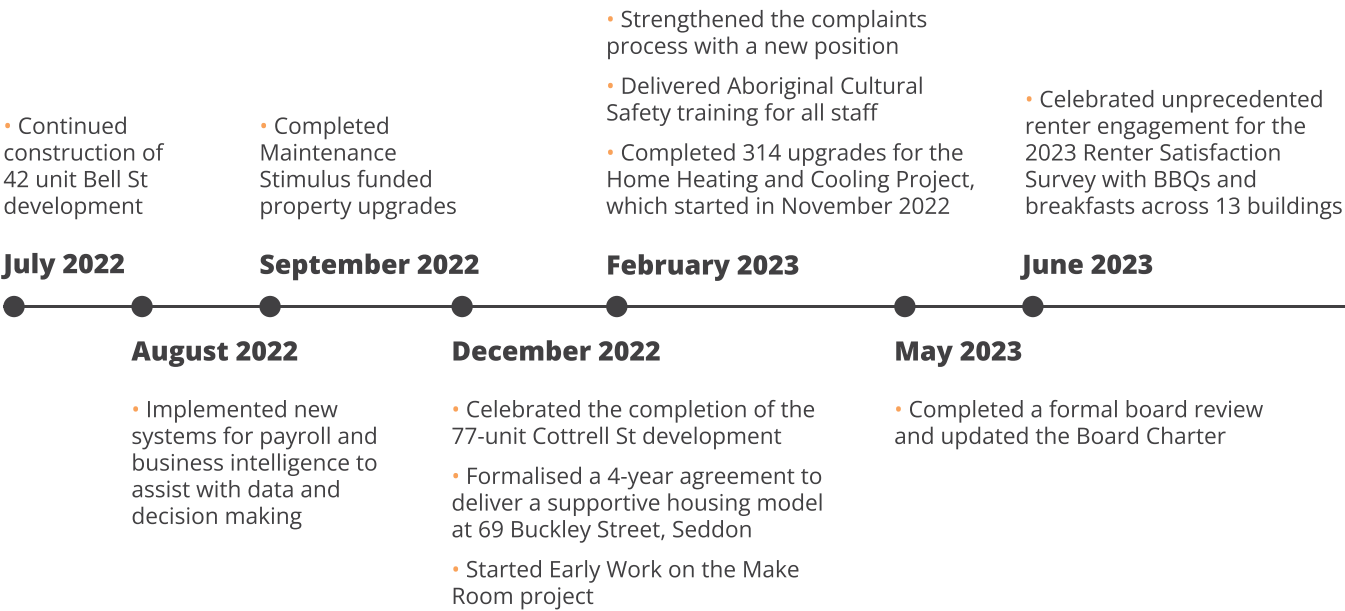 • Continued
construction of
42 unit Bell St
development
July 2022
August 2022
• Implemented new
systems for payroll and
business intelligence to
assist with data and
decision making
• Completed
Maintenance
Stimulus funded
property upgrades
September 2022
December 2022
• Celebrated the completion of the
77-unit Cottrell St development
• Formalised a 4-year agreement to
deliver a supportive housing model
at 69 Buckley Street, Seddon
• Started Early Work on the Make
Room project
• Strengthened the complaints
process with a new position
• Delivered Aboriginal Cultural
Safety training for all staff
• Completed 314 upgrades for the
Home Heating and Cooling Project,
which started in November 2022
February 2023
May 2023
• Completed a formal board review
and updated the Board Charter
• Celebrated unprecedented
renter engagement for the
2023 Renter Satisfaction
Survey with BBQs and
breakfasts across 13 buildings
June 2023